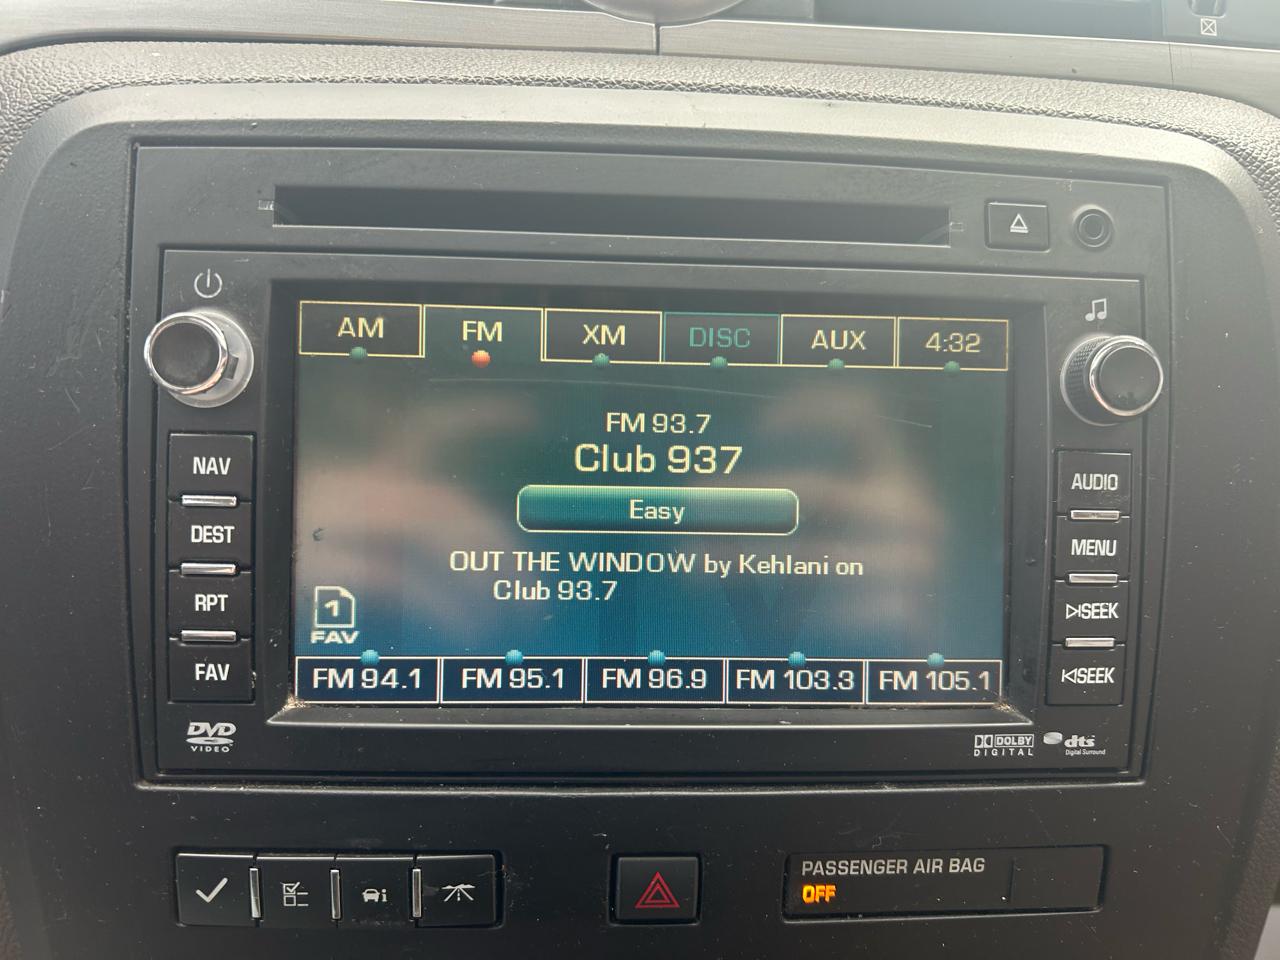 AM FM XM DISC AUX 4:32
FM 93.7
Club 937
NAV
AUDIO
Easy
DEST
MENU
OUT THE WINDOW by Kehlani on
Club 93.7
RPT
SEEK
1
FAV
FAV
SEEK
FM 94.1 FM 95.1 FM 96.9 FM 103.3 FM 105.1
DVD
VIDEO
DOLBY
DIGITAL
dts
Digital Surround
PASSENGER AIR BAG
OFF